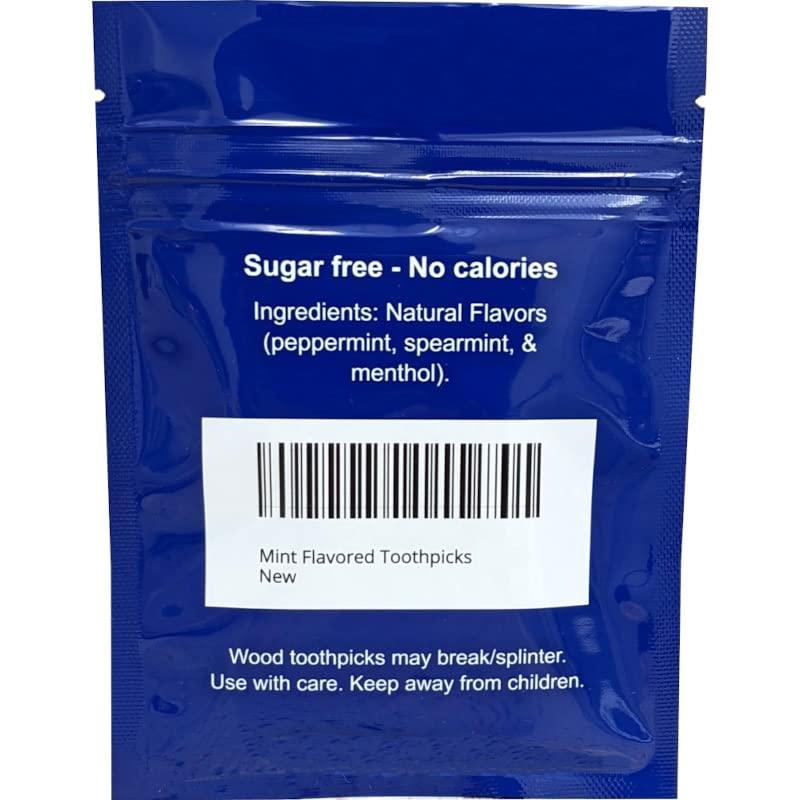 Sugar free - No calories
Ingredients: Natural Flavors
(peppermint, spearmint, &
menthol).
Mint Flavored Toothpicks
New
Wood toothpicks may break/splinter.
Use with care. Keep away from children.